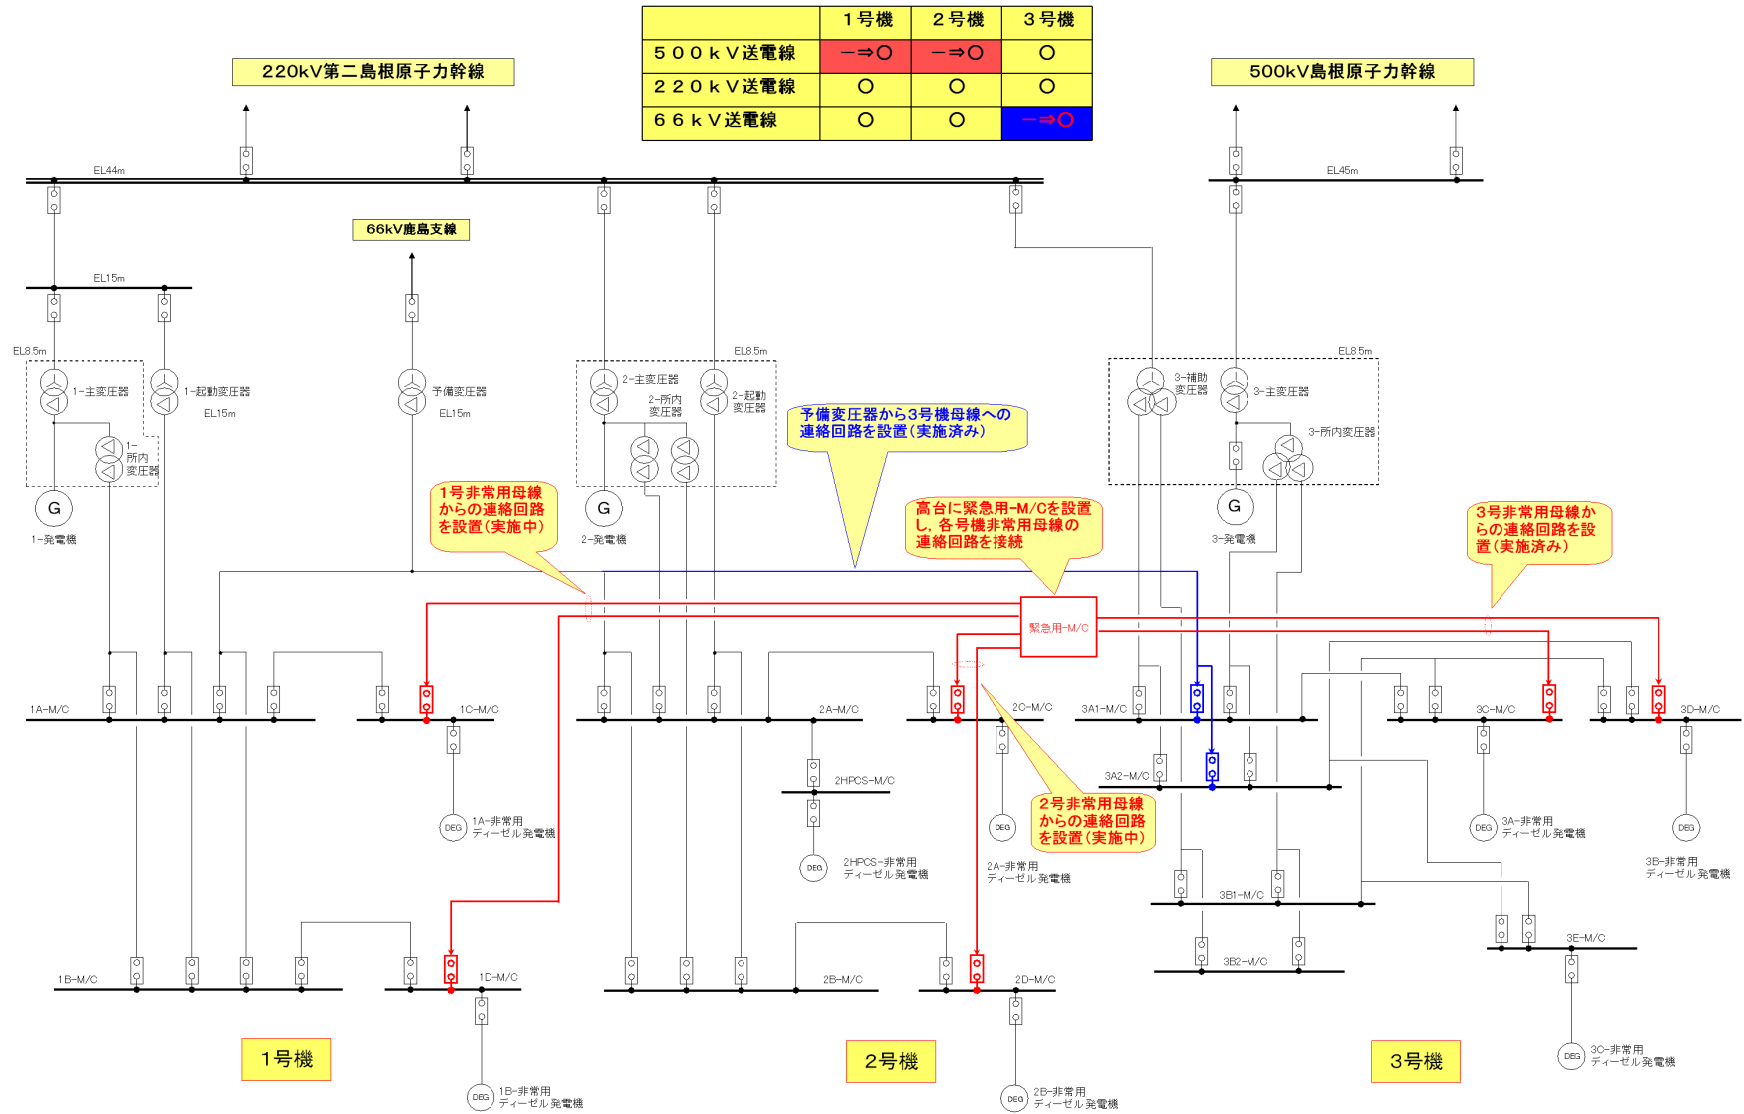 １号機 ２号機 ３号機
５００ｋＶ送電線 －⇒○ －⇒○ ○
２２０ｋＶ送電線 ○ ○ ○
６６ｋＶ送電線 ○ ○ －⇒○
220kV第二島根原子力幹線
500kV島根原子力幹線
EL44m
EL45m
66kV鹿島支線
EL15m
EL8.5m
EL8.5m
EL8.5m
1-主変圧器
1-起動変圧器
EL15m
予備変圧器
EL15m
2-主変圧器
2-所内
変圧器
2-起動
変圧器
3-補助
変圧器
3-主変圧器
3-所内変圧器
1-
所内
変圧器
予備変圧器から3号機母線への
連絡回路を設置(実施済み)
1号非常用母線
からの連絡回路
を設置(実施中)
高台に緊急用-M/Cを設置
し，各号機非常用母線の
連絡回路を接続
3号非常用母線か
らの連絡回路を設
置(実施済み)
G
1-発電機
G
2-発電機
G
3-発電機
緊急用-M/C
1A-M/C
1C-M/C
2A-M/C
2C-M/C
3A1-M/C
3C-M/C
3D-M/C
2HPCS-M/C
3A2-M/C
2号非常用母線
からの連絡回路
を設置(実施中)
DEG
1A-非常用
ディーゼル発電機
DEG
2HPCS-非常用
ディーゼル発電機
DEG
2A-非常用
ディーゼル発電機
DEG
3A-非常用
ディーゼル発電機
DEG
3B-非常用
ディーゼル発電機
3B1-M/C
3E-M/C
3B2-M/C
1B-M/C
1D-M/C
2B-M/C
2D-M/C
1号機
2号機
3号機
DEG
3C-非常用
ディーゼル発電機
DEG
1B-非常用
ディーゼル発電機
DEG
2B-非常用
ディーゼル発電機